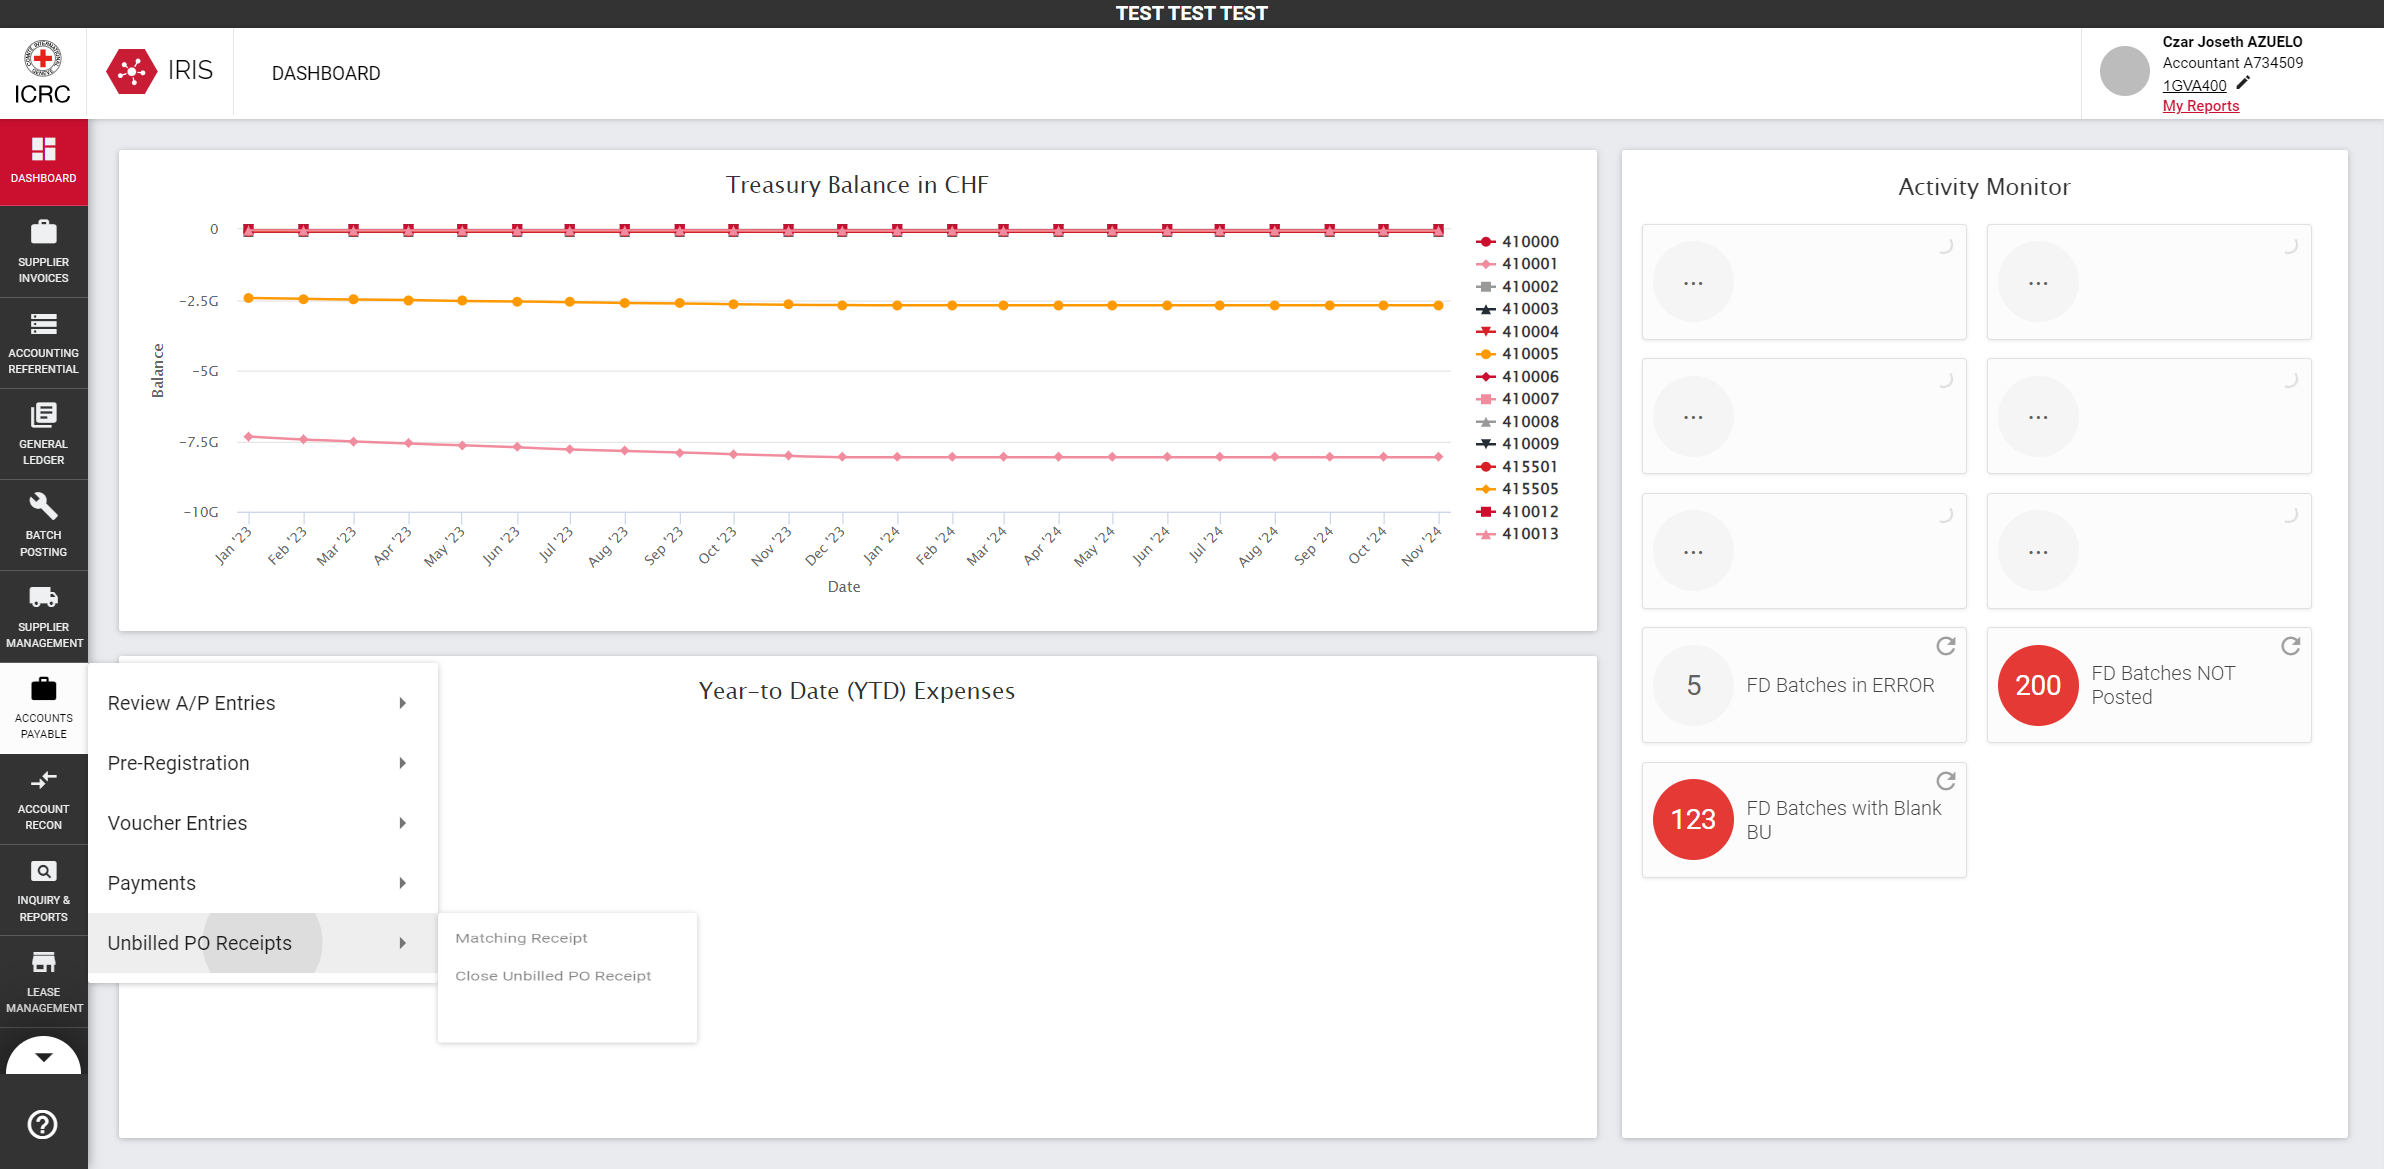 TEST TEST TEST
ICRC
IRIS
DASHBOARD
Czar Joseth AZUELO
Accountant A734509
1GVA400
My Reports
DASHBOARD
SUPPLIER
INVOICES
ACCOUNTING
REFERENTIAL
GENERAL
LEDGER
BATCH
POSTING
SUPPLIER
MANAGEMENT
ACCOUNTS
PAYABLE
ACCOUNT
RECON
INQUIRY &
REPORTS
LEASE
MANAGEMENT
Treasury Balance in CHF
Balance
0
−2.5G
−5G
−7.5G
−10G
Jan '23
Feb '23
Mar '23
Apr '23
May '23
Jun '23
Jul '23
Aug '23
Sep '23
Oct '23
Nov '23
Dec '23
Jan '24
Feb '24
Mar '24
Apr '24
May '24
Jun '24
Jul '24
Aug '24
Sep '24
Oct '24
Nov '24
Date
410000
410001
410002
410003
410004
410005
410006
410007
410008
410009
415501
415505
410012
410013
Year-to Date (YTD) Expenses
Review A/P Entries
Pre-Registration
Voucher Entries
Payments
Unbilled PO Receipts
Matching Receipt
Close Unbilled PO Receipt
Activity Monitor
...
...
...
...
...
...
5
FD Batches in ERROR
200
FD Batches NOT
Posted
123
FD Batches with Blank
BU